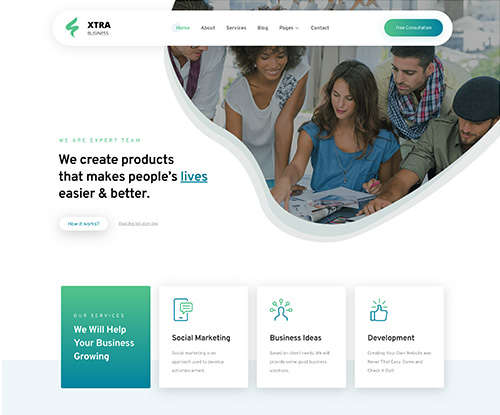 XTRA
BUSINESS
Home About Services Blog Pages Contact
Free Consultation
WE ARE EXPERT TEAM
We create products
that makes people's lives
easier & better.
How it works?
OUR SERVICES
We Will Help
Your Business
Growing
Social Marketing
Social marketing is an
approach used to develop
activities aimed.
Business Ideas
Based on client needs, We will
provide some good business
solutions.
Development
Creating Your Own Website was
Never That Easy, Come and
Check It Out!